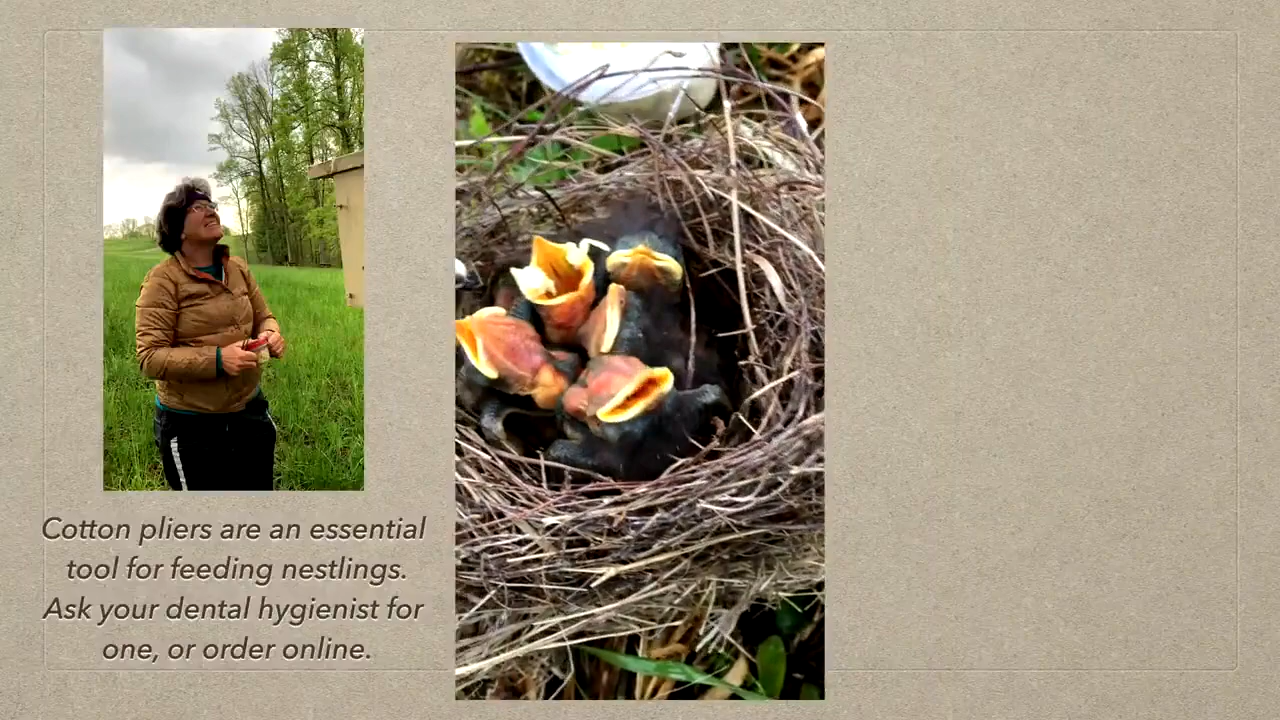 Cotton pliers are an essential
tool for feeding nestlings.
Ask your dental hygienist for
one, or order online.